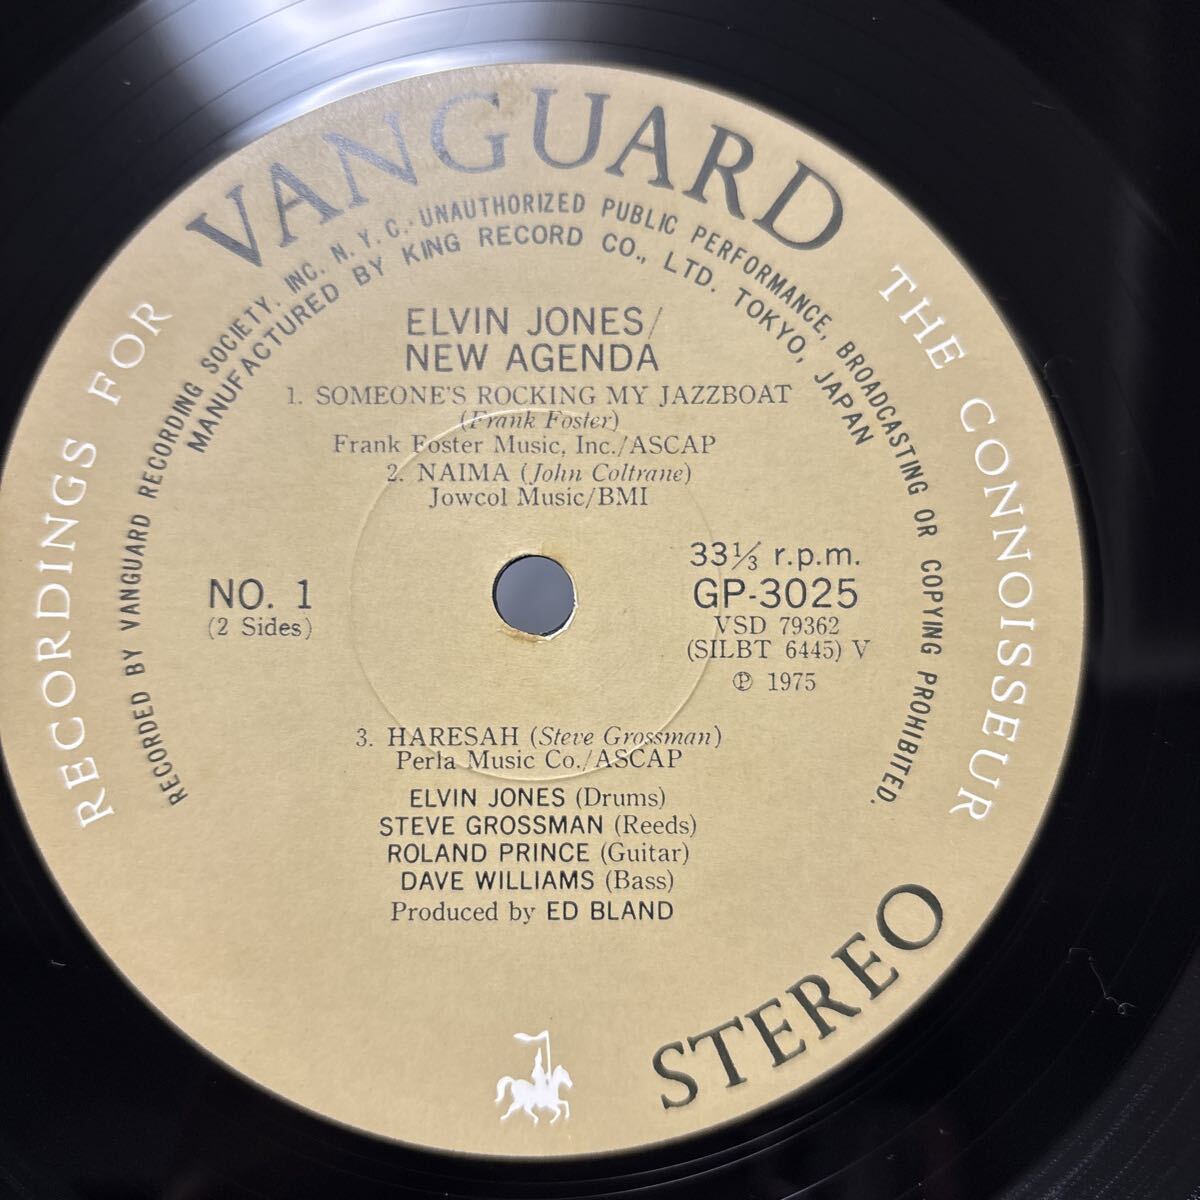 VANGUARD
RECORDINGS FOR THE CONNOISSEUR
RECORDED BY VANGUARD RECORDING SOCIETY, INC. N.Y.C.·UNAUTHORIZED PUBLIC PERFORMANCE, BROADCASTING OR COPYING PROHIBITED.
MANUFACTURED BY KING RECORD CO., LTD. TOKYO, JAPAN
ELVIN JONES/
NEW AGENDA
1. SOMEONE'S ROCKING MY JAZZBOAT
(Frank Foster)
Frank Foster Music, Inc./ASCAP
2. NAIMA (John Coltrane)
Jowcol Music/BMI
NO. 1
(2 Sides)
33⅓ r.p.m.
GP-3025
VSD 79362
(SILBT 6445) V
Ⓟ 1975
3. HARESAH (Steve Grossman)
Perla Music Co./ASCAP
ELVIN JONES (Drums)
STEVE GROSSMAN (Reeds)
ROLAND PRINCE (Guitar)
DAVE WILLIAMS (Bass)
Produced by ED BLAND
STEREO